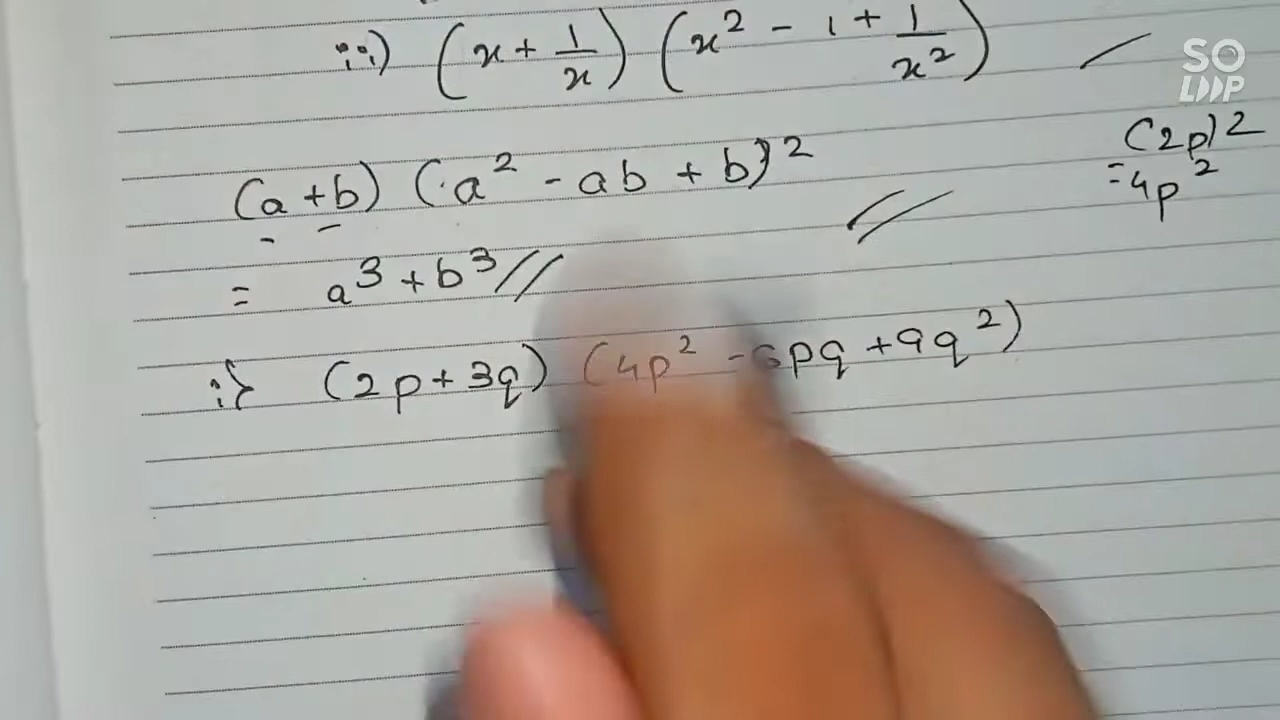 iii) (x + 1/x) (x² - 1 + 1/x²)
SO
LOOP
(2p)²
= 4p²
(a + b) (a² - ab + b)²
= a³ + b³ //
i} (2p + 3q) (4p² - 6pq + 9q²)